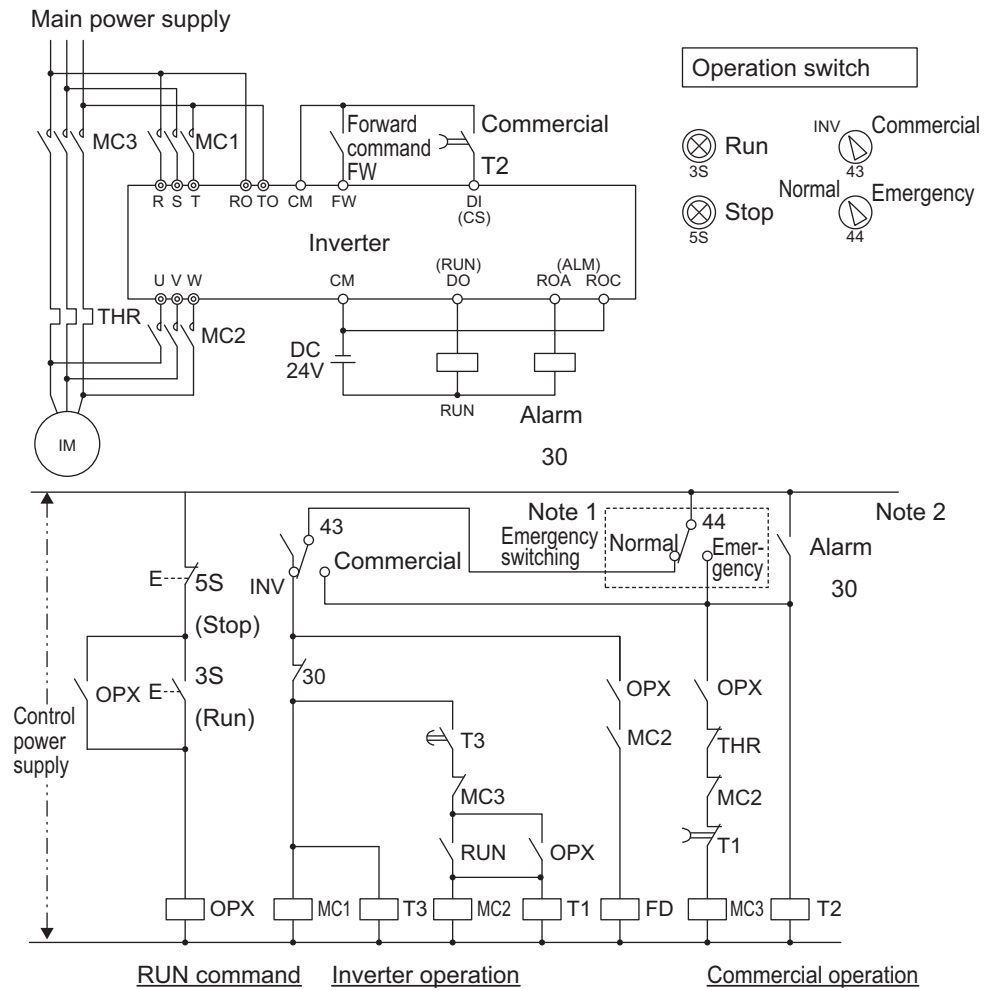 Main power supply
Operation switch
MC3
MC1
Forward
command
FW
Commercial
T2
Run
3S
INV
Commercial
43
Stop
5S
Normal
Emergency
44
R S T
RO TO
CM
FW
DI
(CS)
Inverter
U V W
CM
(RUN)
DO
(ALM)
ROA
ROC
THR
MC2
DC
24V
RUN
Alarm
30
IM
43
Note 1
Emergency
switching
Normal
44
Emer-
gency
Note 2
Alarm
30
INV
Commercial
E
5S
(Stop)
OPX
E
3S
(Run)
30
Control
power
supply
T3
MC3
RUN
OPX
OPX
MC2
OPX
THR
MC2
T1
OPX
MC1
T3
MC2
T1
FD
MC3
T2
RUN command
Inverter operation
Commercial operation